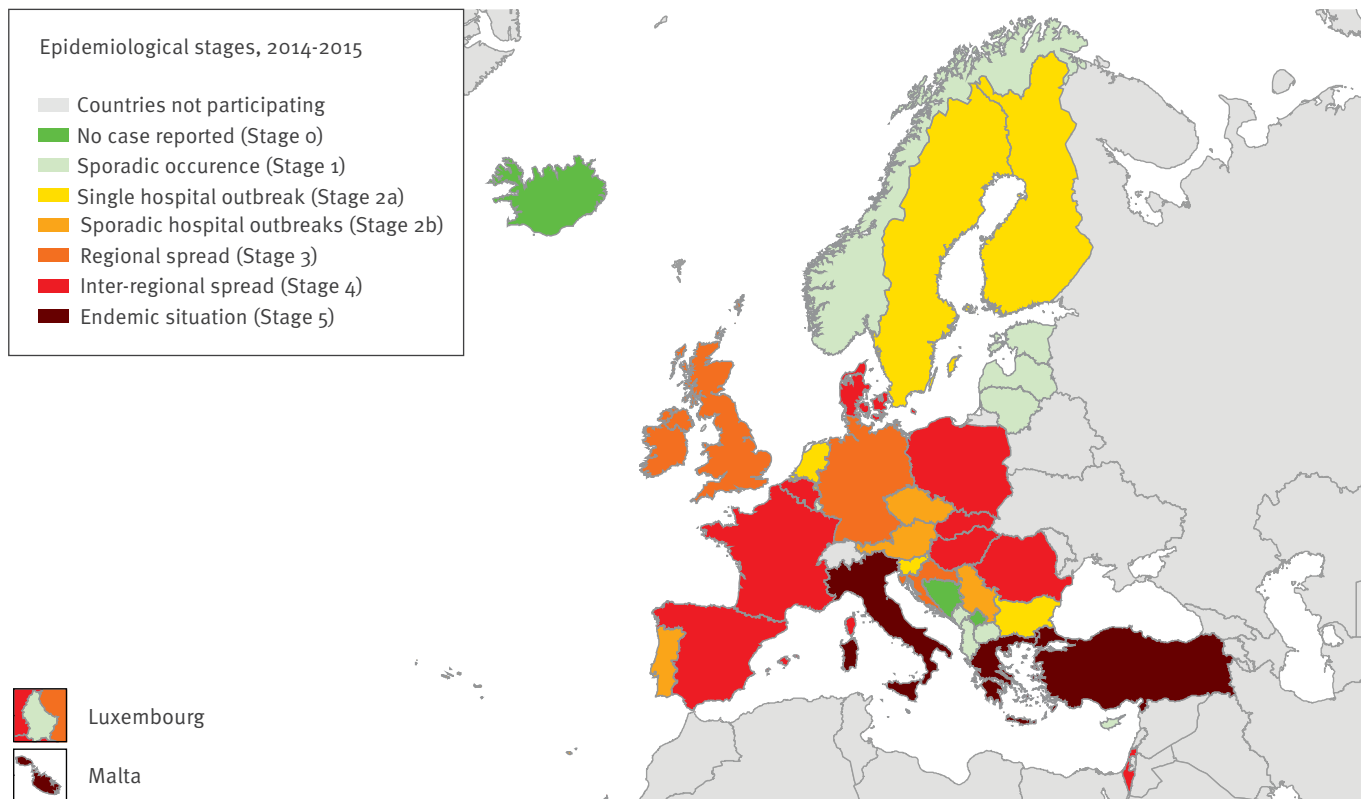 Epidemiological stages, 2014-2015
Countries not participating
No case reported (Stage 0)
Sporadic occurence (Stage 1)
Single hospital outbreak (Stage 2a)
Sporadic hospital outbreaks (Stage 2b)
Regional spread (Stage 3)
Inter-regional spread (Stage 4)
Endemic situation (Stage 5)
Luxembourg
Malta